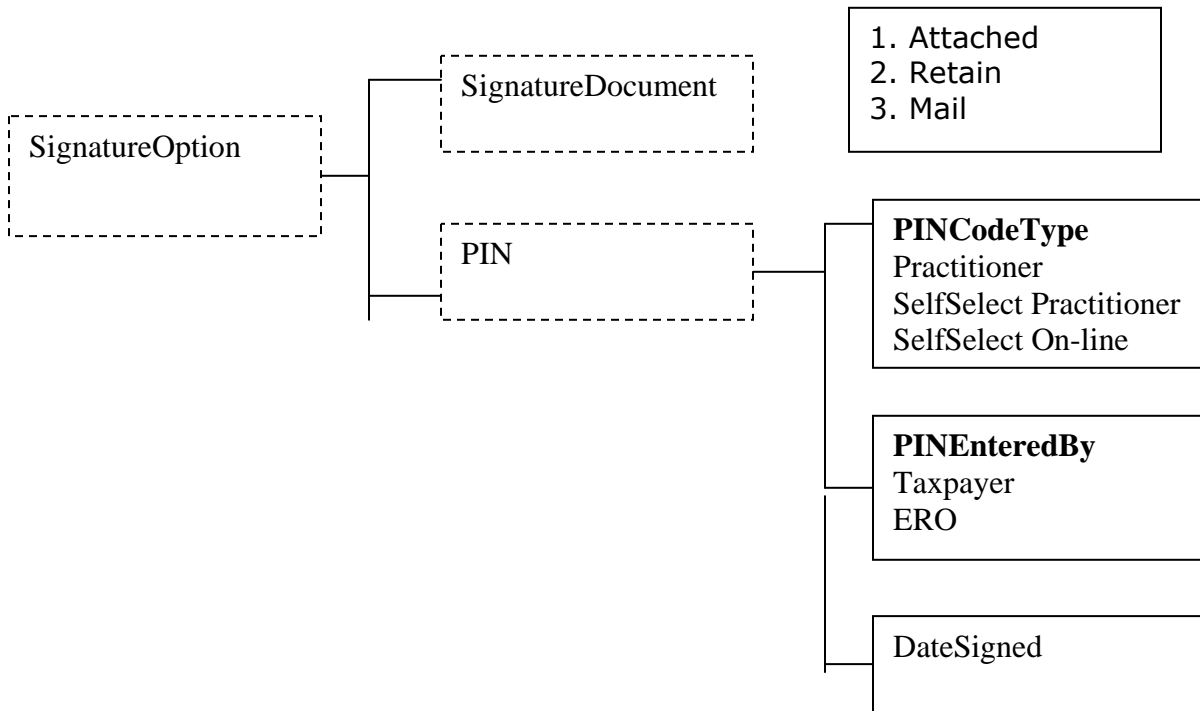 SignatureOption
SignatureDocument
1. Attached
2. Retain
3. Mail
PIN
PINCodeType
Practitioner
SelfSelect Practitioner
SelfSelect On-line
PINEnteredBy
Taxpayer
ERO
DateSigned